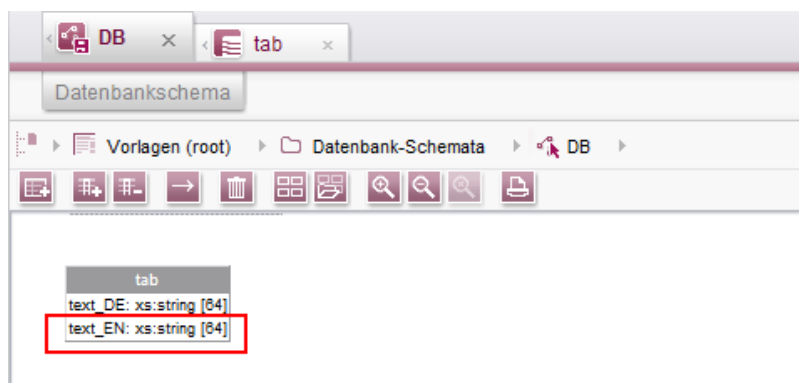 DB
tab
Datenbankschema
Vorlagen (root) Datenbank-Schemata DB
tab
text_DE: xs:string [64]
text_EN: xs:string [64]